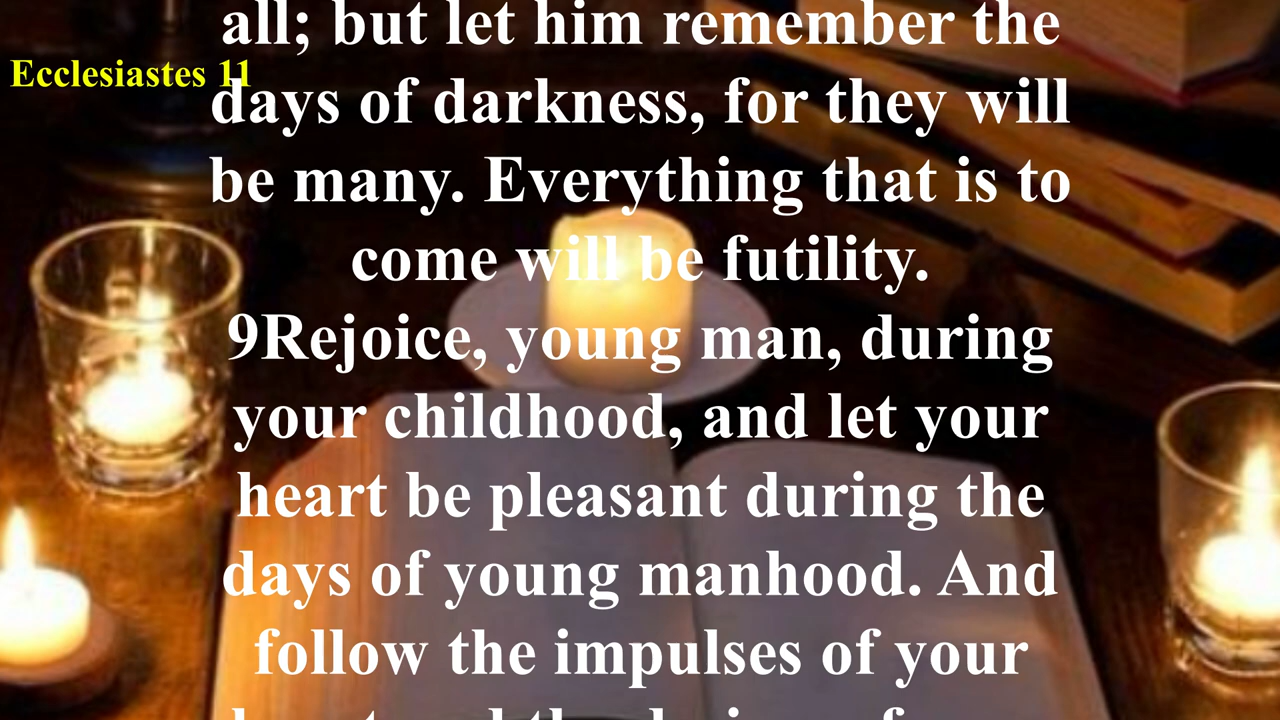 all; but let him remember the
Ecclesiastes 11
days of darkness, for they will
be many. Everything that is to
come will be futility.
9Rejoice, young man, during
your childhood, and let your
heart be pleasant during the
days of young manhood. And
follow the impulses of your